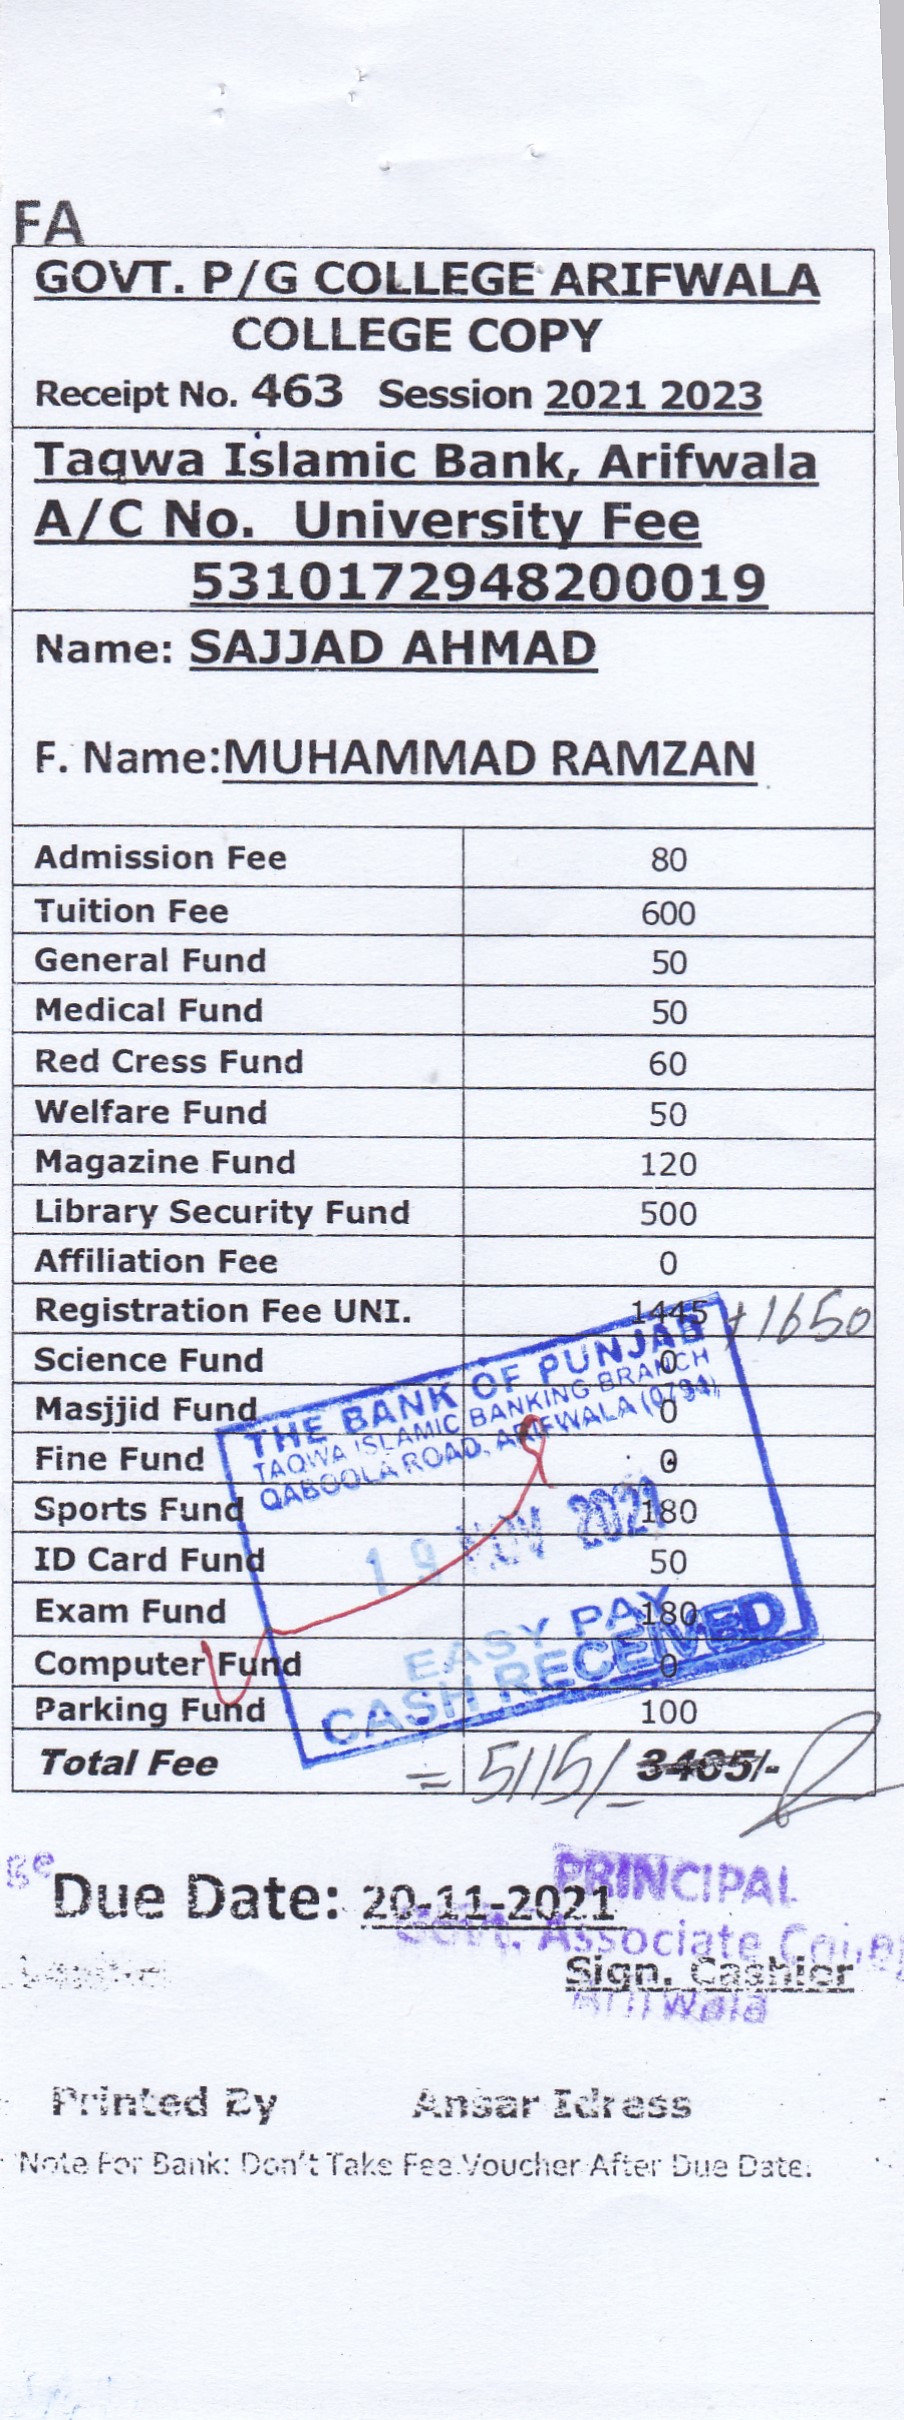 FA
GOVT. P/G COLLEGE ARIFWALA
COLLEGE COPY
Receipt No. 463 Session 2021 2023
Taqwa Islamic Bank, Arifwala
A/C No. University Fee
5310172948200019
Name: SAJJAD AHMAD
F. Name:MUHAMMAD RAMZAN
Admission Fee 80
Tuition Fee 600
General Fund 50
Medical Fund 50
Red Cress Fund 60
Welfare Fund 50
Magazine Fund 120
Library Security Fund 500
Affiliation Fee 0
Registration Fee UNI. 1445 +1650
Science Fund 0
Masjjid Fund 0
Fine Fund 0
Sports Fund 180
ID Card Fund 50
Exam Fund 180
Computer Fund 0
Parking Fund 100
Total Fee = 5115/- 3465/-
THE BANK OF PUNJAB
TAQWA ISLAMIC BANKING BRANCH
QABOOLA ROAD, ARIFWALA
19 NOV 2021
EASY PAY
CASH RECEIVED
Due Date: 20-11-2021
PRINCIPAL
Govt. Associate
Sign. Cashier
Arifwala
Printed By Ansar Idress
Note For Bank: Don't Take Fee Voucher After Due Date.